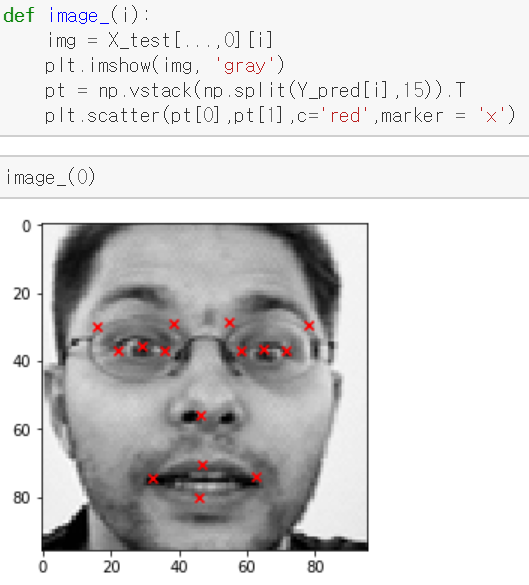 def image_(i):
    img = X_test[...,0][i]
    plt.imshow(img, 'gray')
    pt = np.vstack(np.split(Y_pred[i],15)).T
    plt.scatter(pt[0],pt[1],c='red',marker = 'x')
image_(0)
0
20
40
60
80
0 20 40 60 80